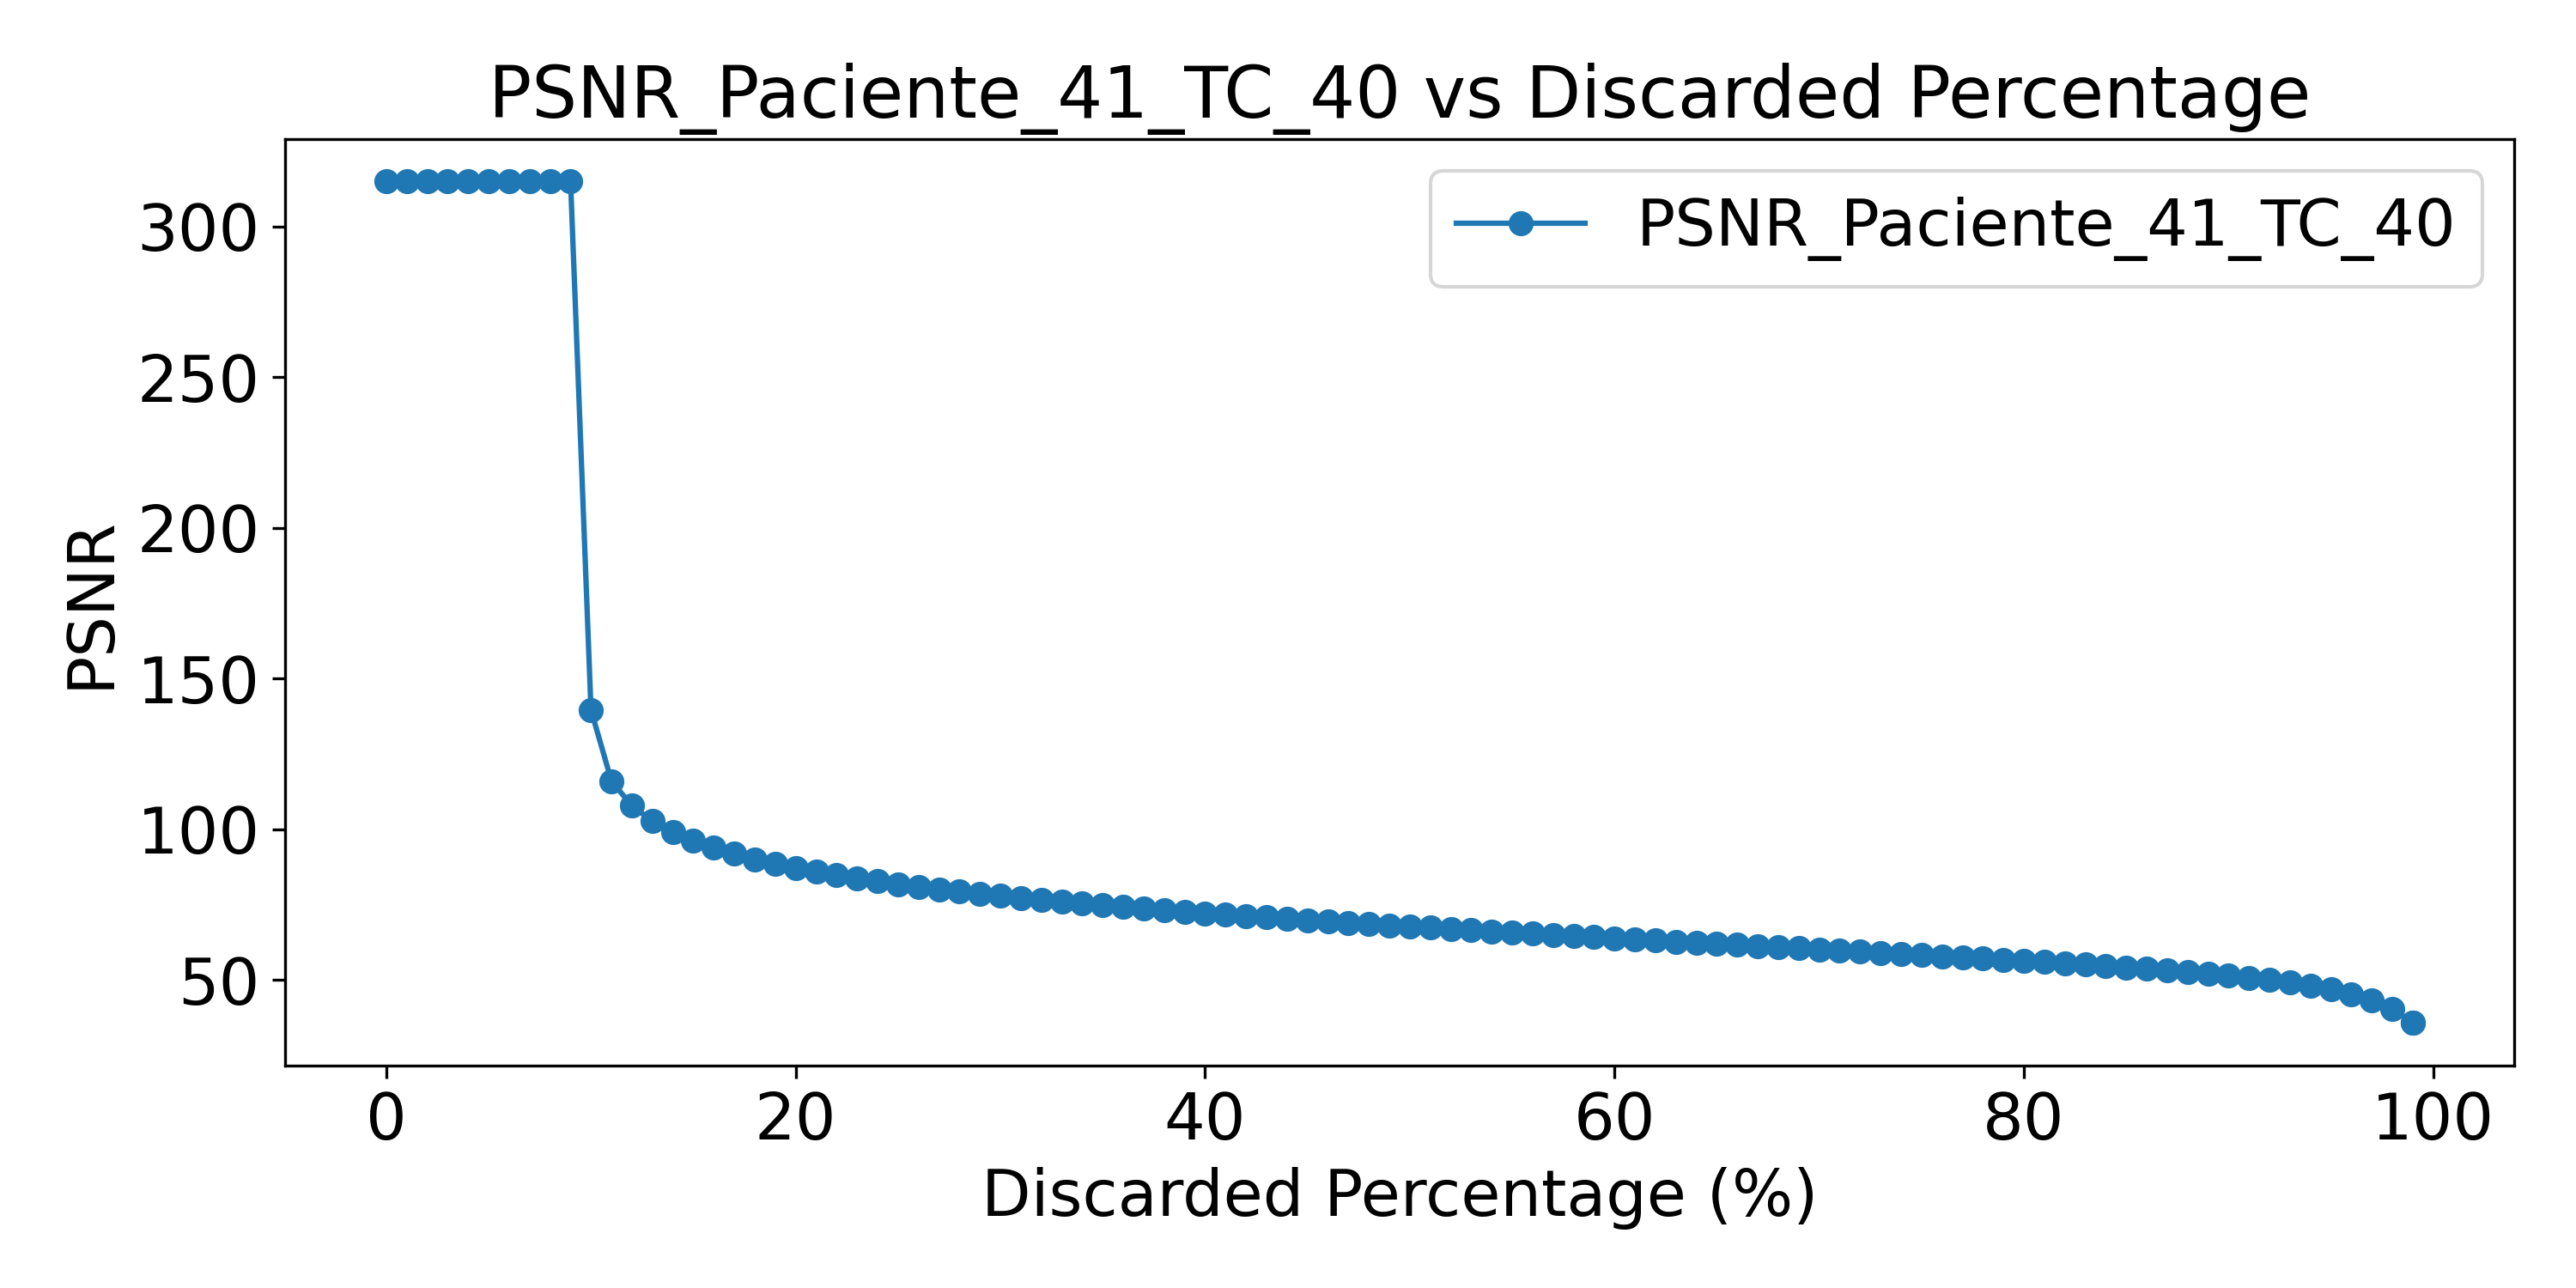 PSNR_Paciente_41_TC_40 vs Discarded Percentage
PSNR_Paciente_41_TC_40
300
250
200
150
100
50
PSNR
0 20 40 60 80 100
Discarded Percentage (%)